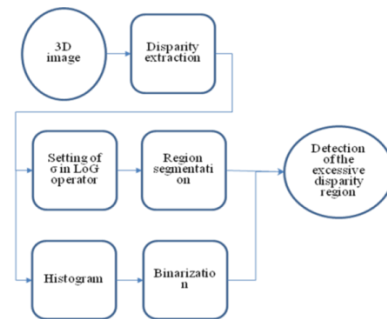 3D
image
Disparity
extraction
Setting of
σ in LoG
operator
Region
segmentati
on
Detection of
the
excessive
disparity
region
Histogram
Binarizatio
n